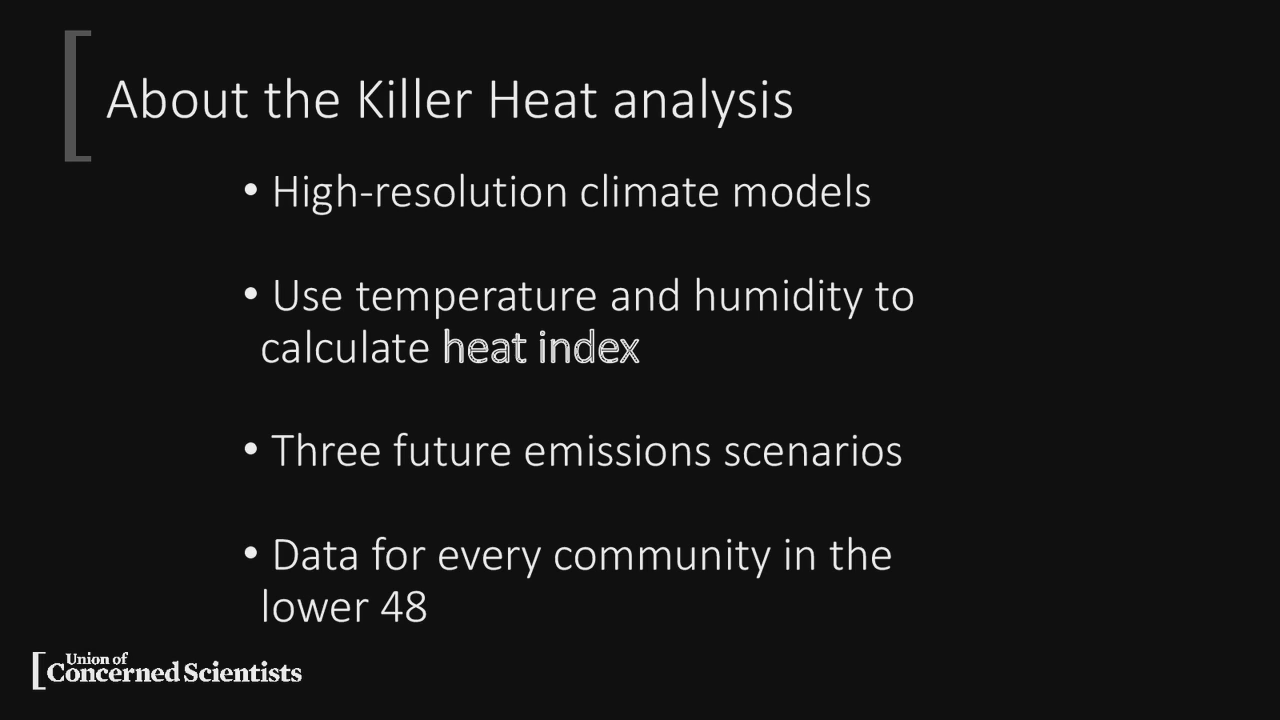 About the Killer Heat analysis
• High-resolution climate models
• Use temperature and humidity to
calculate heat index
• Three future emissions scenarios
• Data for every community in the
lower 48
Union of
Concerned Scientists